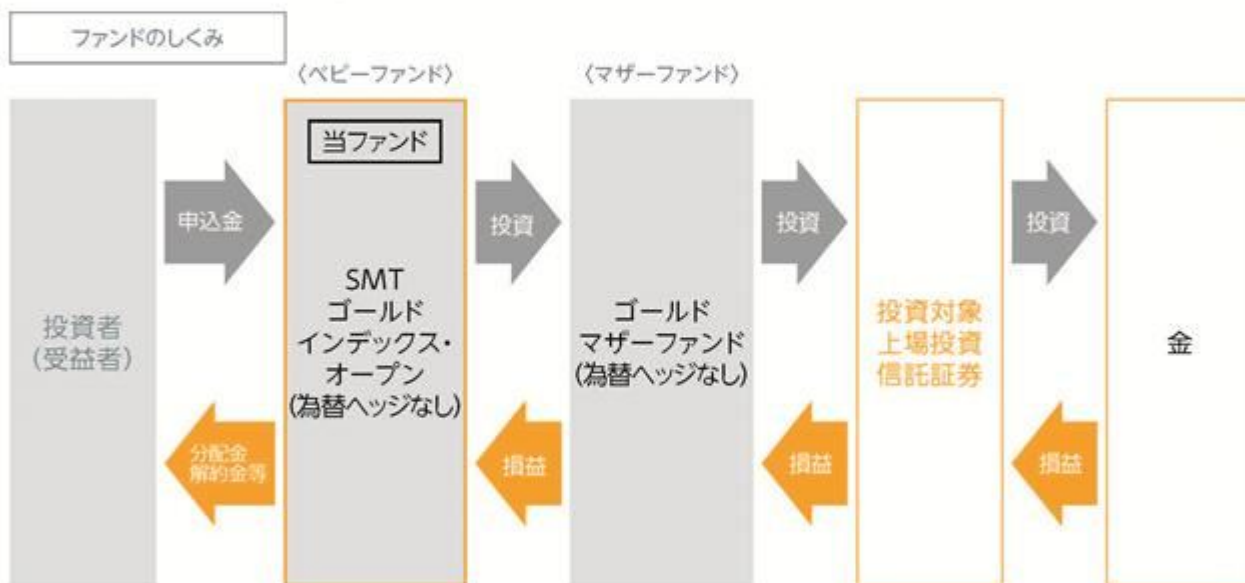 ファンドのしくみ
〈ベビーファンド〉
〈マザーファンド〉
投資者
(受益者)
申込金
分配金
解約金等
当ファンド
SMT
ゴールド
インデックス・
オープン
(為替ヘッジなし)
投資
損益
ゴールド
マザーファンド
(為替ヘッジなし)
投資
損益
投資対象
上場投資
信託証券
投資
損益
金